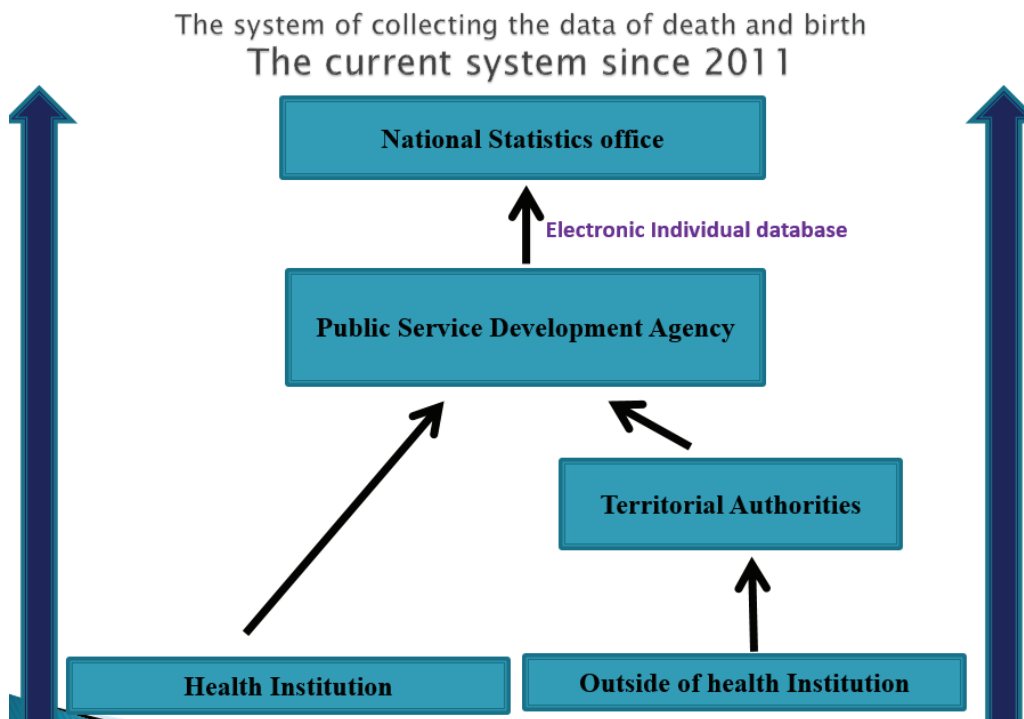 The system of collecting the data of death and birth
The current system since 2011
National Statistics office
Electronic Individual database
Public Service Development Agency
Territorial Authorities
Health Institution
Outside of health Institution